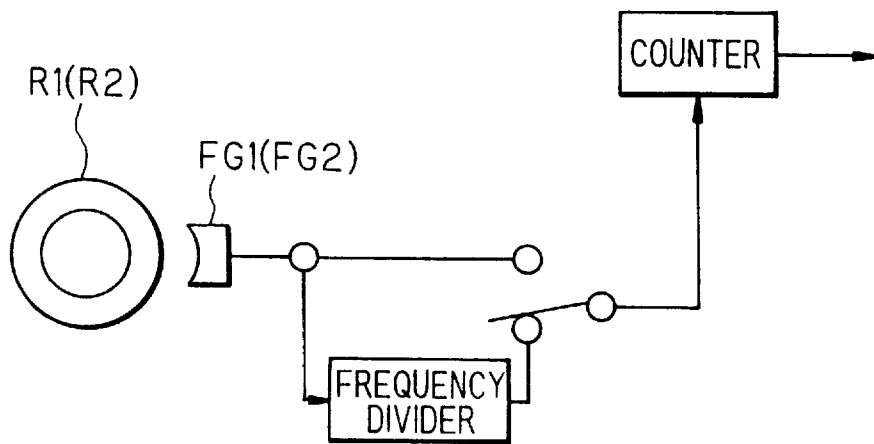 COUNTER
R1(R2)
FG1(FG2)
FREQUENCY
DIVIDER